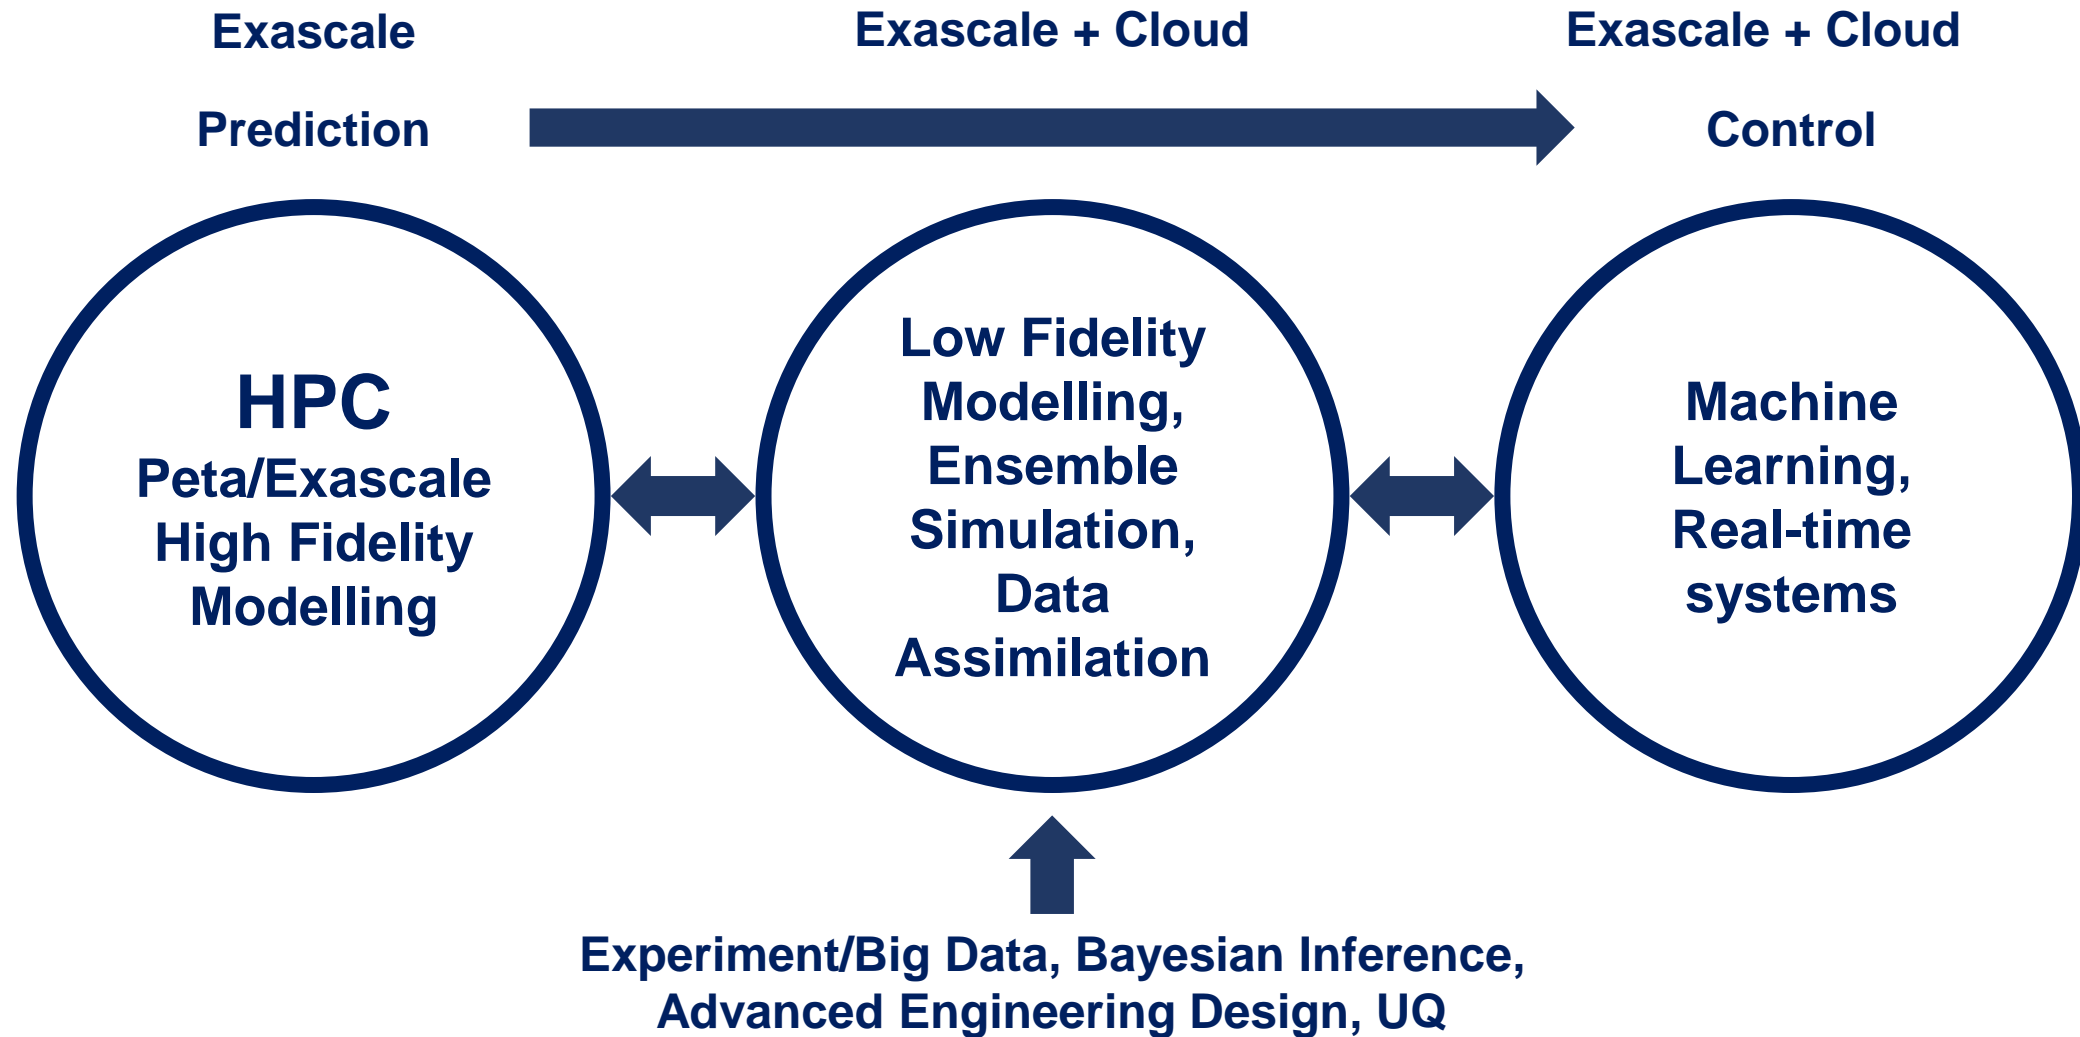 Exascale
Exascale + Cloud
Exascale + Cloud
Prediction
Control
HPC
Peta/Exascale
High Fidelity
Modelling
Low Fidelity
Modelling,
Ensemble
Simulation,
Data
Assimilation
Machine
Learning,
Real-time
systems
Experiment/Big Data, Bayesian Inference,
Advanced Engineering Design, UQ